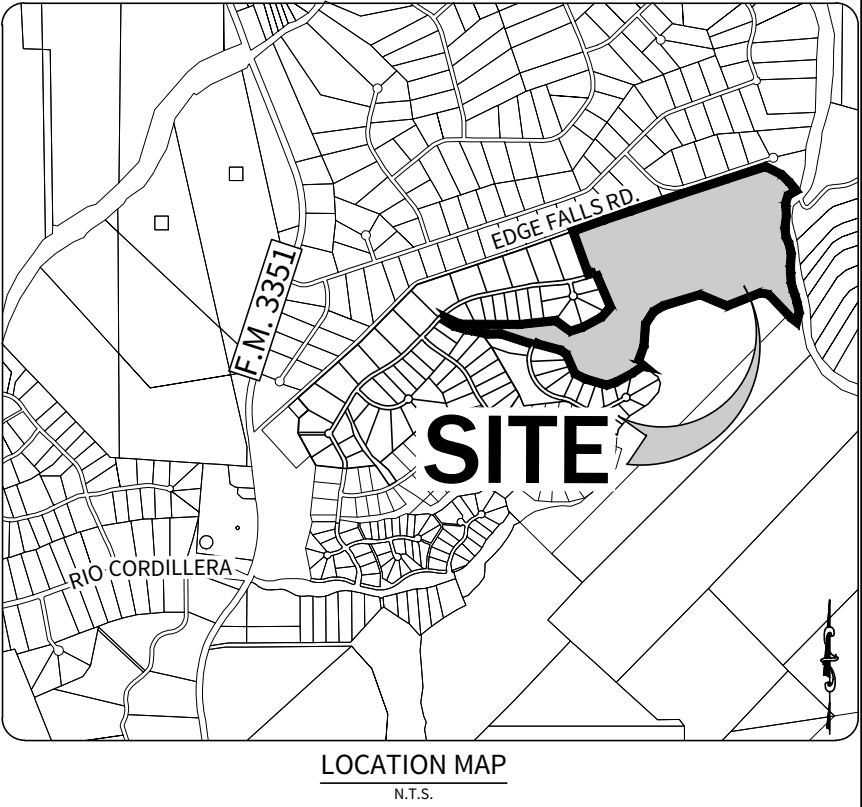 EDGE FALLS RD.
F.M. 3351
SITE
RIO CORDILLERA
LOCATION MAP
N.T.S.